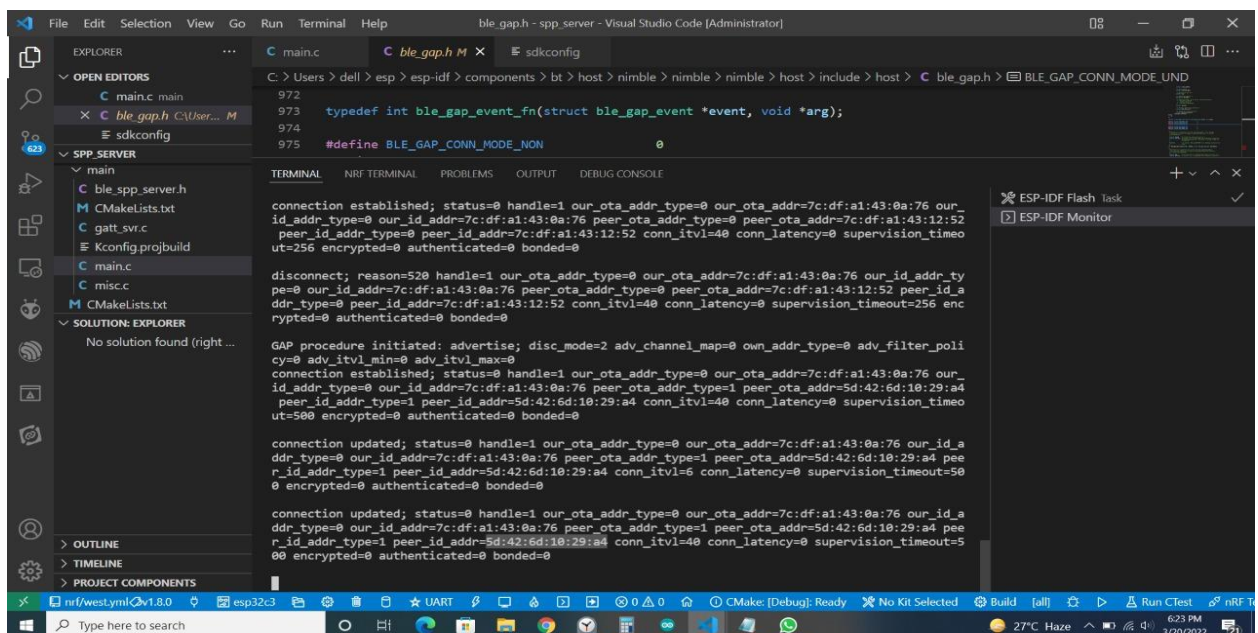 File Edit Selection View Go Run Terminal Help
ble_gap.h - spp_server - Visual Studio Code [Administrator]
EXPLORER
OPEN EDITORS
C main.c main
C ble_gap.h C:\User... M
sdkconfig
SPP_SERVER
main
C ble_spp_server.h
M CMakeLists.txt
C gatt_svr.c
Kconfig.projbuild
C main.c
C misc.c
M CMakeLists.txt
SOLUTION: EXPLORER
No solution found (right ...
OUTLINE
TIMELINE
PROJECT COMPONENTS
623
C main.c
C ble_gap.h M
sdkconfig
C: > Users > dell > esp > esp-idf > components > bt > host > nimble > nimble > nimble > host > include > host > C ble_gap.h > BLE_GAP_CONN_MODE_UND
972
973 typedef int ble_gap_event_fn(struct ble_gap_event *event, void *arg);
974
975 #define BLE_GAP_CONN_MODE_NON 0
TERMINAL NRF TERMINAL PROBLEMS OUTPUT DEBUG CONSOLE
connection established; status=0 handle=1 our_ota_addr_type=0 our_ota_addr=7c:df:a1:43:0a:76 our_
id_addr_type=0 our_id_addr=7c:df:a1:43:0a:76 peer_ota_addr_type=0 peer_ota_addr=7c:df:a1:43:12:52
peer_id_addr_type=0 peer_id_addr=7c:df:a1:43:12:52 conn_itvl=40 conn_latency=0 supervision_timeo
ut=256 encrypted=0 authenticated=0 bonded=0
disconnect; reason=520 handle=1 our_ota_addr_type=0 our_ota_addr=7c:df:a1:43:0a:76 our_id_addr_ty
pe=0 our_id_addr=7c:df:a1:43:0a:76 peer_ota_addr_type=0 peer_ota_addr=7c:df:a1:43:12:52 peer_id_a
ddr_type=0 peer_id_addr=7c:df:a1:43:12:52 conn_itvl=40 conn_latency=0 supervision_timeout=256 enc
rypted=0 authenticated=0 bonded=0
GAP procedure initiated: advertise; disc_mode=2 adv_channel_map=0 own_addr_type=0 adv_filter_poli
cy=0 adv_itvl_min=0 adv_itvl_max=0
connection established; status=0 handle=1 our_ota_addr_type=0 our_ota_addr=7c:df:a1:43:0a:76 our_
id_addr_type=0 our_id_addr=7c:df:a1:43:0a:76 peer_ota_addr_type=1 peer_ota_addr=5d:42:6d:10:29:a4
peer_id_addr_type=1 peer_id_addr=5d:42:6d:10:29:a4 conn_itvl=40 conn_latency=0 supervision_timeo
ut=500 encrypted=0 authenticated=0 bonded=0
connection updated; status=0 handle=1 our_ota_addr_type=0 our_ota_addr=7c:df:a1:43:0a:76 our_id_a
ddr_type=0 our_id_addr=7c:df:a1:43:0a:76 peer_ota_addr_type=1 peer_ota_addr=5d:42:6d:10:29:a4 pee
r_id_addr_type=1 peer_id_addr=5d:42:6d:10:29:a4 conn_itvl=6 conn_latency=0 supervision_timeout=50
0 encrypted=0 authenticated=0 bonded=0
connection updated; status=0 handle=1 our_ota_addr_type=0 our_ota_addr=7c:df:a1:43:0a:76 our_id_a
ddr_type=0 our_id_addr=7c:df:a1:43:0a:76 peer_ota_addr_type=1 peer_ota_addr=5d:42:6d:10:29:a4 pee
r_id_addr_type=1 peer_id_addr=5d:42:6d:10:29:a4 conn_itvl=40 conn_latency=0 supervision_timeout=5
00 encrypted=0 authenticated=0 bonded=0
ESP-IDF Flash Task
ESP-IDF Monitor
nrf/west.yml v1.8.0 esp32c3 UART 0 0 CMake: [Debug]: Ready No Kit Selected Build [all] Run CTest nRF T
Type here to search
27°C Haze
6:23 PM
3/20/2022
21